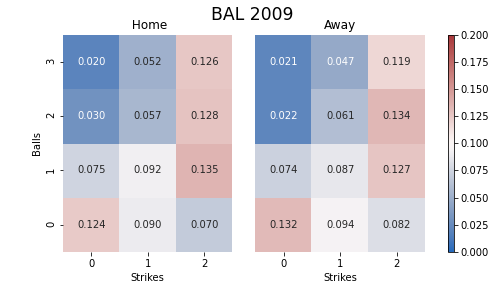 BAL 2009
Home
Away
3 0.020 0.052 0.126 0.021 0.047 0.119
2 0.030 0.057 0.128 0.022 0.061 0.134
1 0.075 0.092 0.135 0.074 0.087 0.127
0 0.124 0.090 0.070 0.132 0.094 0.082
Balls
0 1 2 0 1 2
Strikes
Strikes
0.200
0.175
0.150
0.125
0.100
0.075
0.050
0.025
0.000